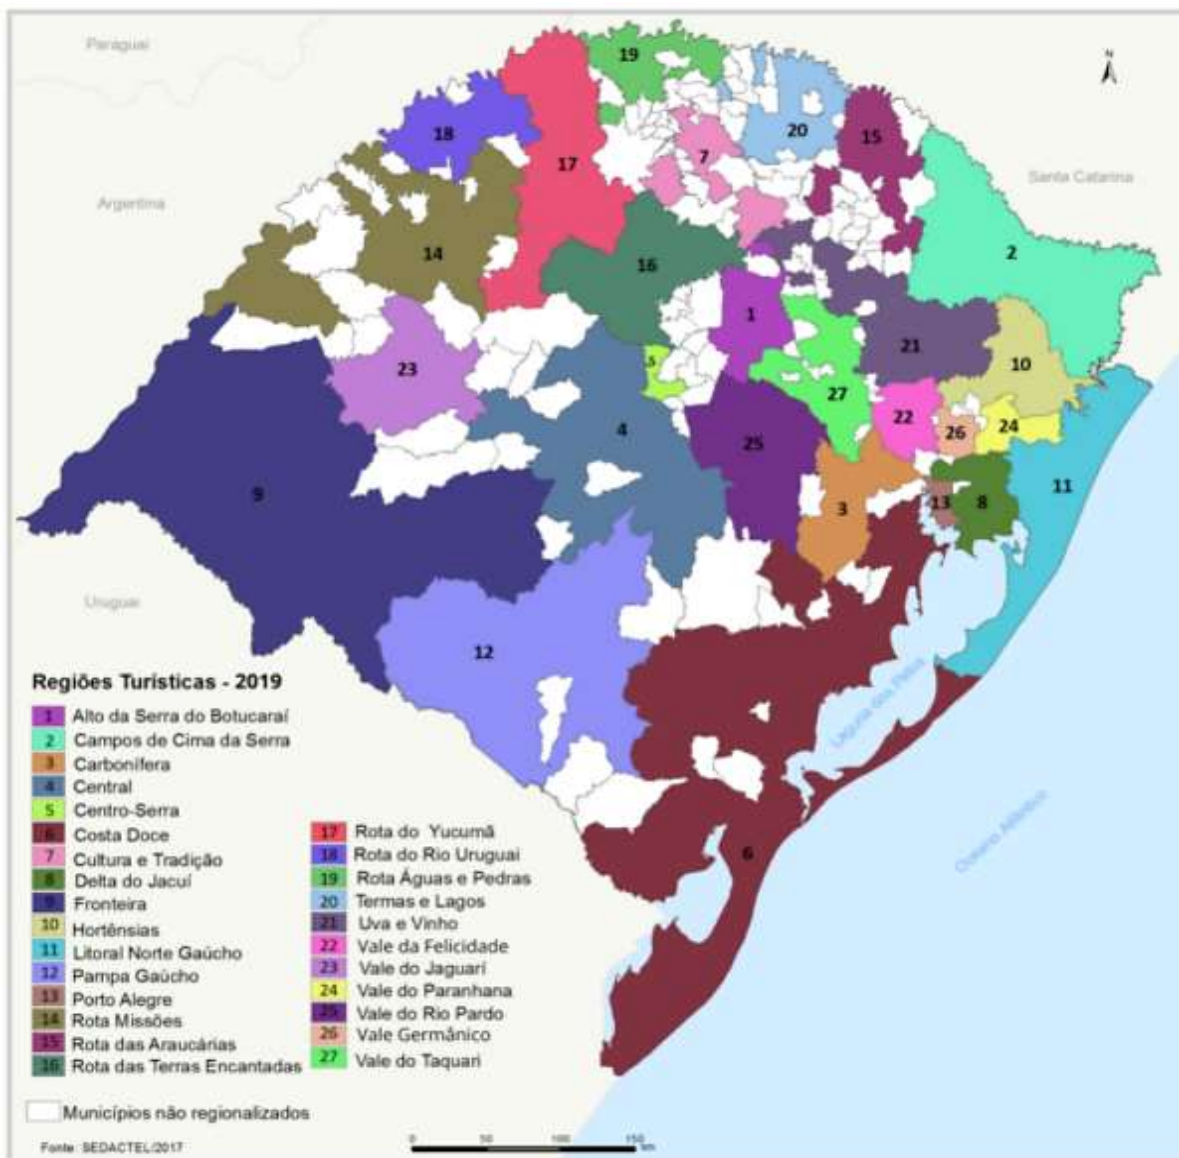 Paraguai
N
19
18
17
20
15
7
Santa Catarina
Argentina
14
16
2
1
21
23
5
10
27
4
22
26
24
25
9
3
13
8
11
Uruguai
12
Laguna dos Patos
Oceano Atlântico
6
Regiões Turísticas - 2019
1 Alto da Serra do Botucaraí
2 Campos de Cima da Serra
3 Carbonífera
4 Central
5 Centro-Serra
6 Costa Doce
7 Cultura e Tradição
8 Delta do Jacuí
9 Fronteira
10 Hortênsias
11 Litoral Norte Gaúcho
12 Pampa Gaúcho
13 Porto Alegre
14 Rota Missões
15 Rota das Araucárias
16 Rota das Terras Encantadas
17 Rota do Yucumã
18 Rota do Rio Uruguai
19 Rota Águas e Pedras
20 Termas e Lagos
21 Uva e Vinho
22 Vale da Felicidade
23 Vale do Jaguarí
24 Vale do Paranhana
25 Vale do Rio Pardo
26 Vale Germânico
27 Vale do Taquari
Municípios não regionalizados
Fonte: SEDACTEL/2017
0 50 100 150 km